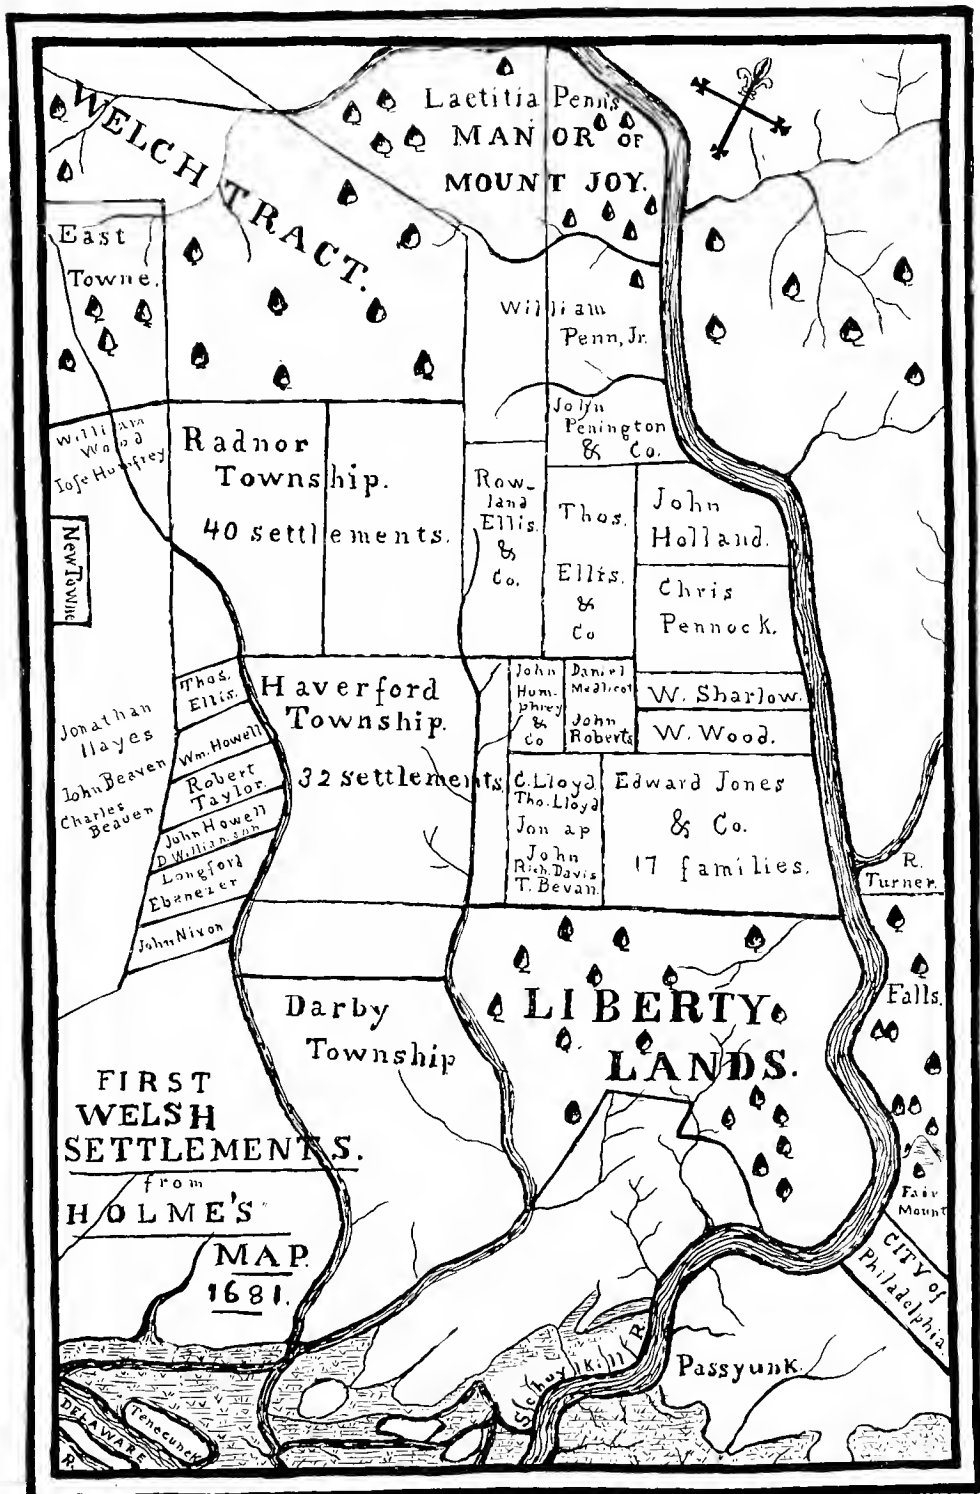 Laetitia Penn's
MANOR OF
MOUNT JOY.
WELCH TRACT.
East
Towne.
William
Penn, Jr.
John
Penington
& Co.
William
Wood
Iose Humfrey
Radnor
Township.
40 settlements.
Row-
land
Ellis.
&
Co.
Thos.
Ellis.
&
Co
John
Holland.
Chris
Pennock.
New Towne
Thos.
Ellis.
Haverford
Township.
32 settlements
John
Hum-
phrey
&
Co
Daniel
Medlicot
John
Roberts
W. Sharlow.
W. Wood.
Jonathan
Hayes
John Beaven
Charles
Beaven
Wm. Howell
Robert
Taylor.
John Howell
D Williamson
Longford
Ebenezer
John Nixon
C. Lloyd.
Tho. Lloyd
Jon ap
John
Rich. Davis
T. Bevan.
Edward Jones
& Co.
17 families.
R.
Turner.
Falls.
LIBERTY
LANDS.
Darby
Township
Fair
Mount
CITY of
Philadelphia.
FIRST
WELSH
SETTLEMENTS.
from
HOLME'S
MAP.
1681.
Schuylkill R.
Passyunk.
Tenecunck
DELAWARE
R.